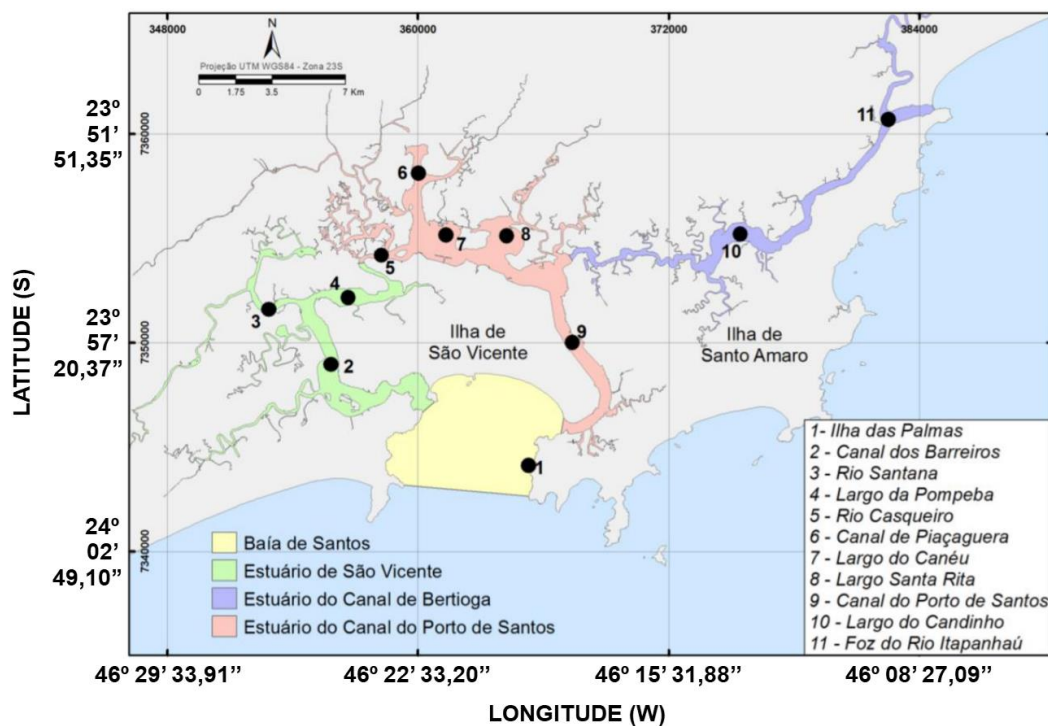 348000
360000
372000
384000
N
Projeção UTM WGS84 - Zona 23S
0 1.75 3.5 7 Km
23º
51’
51,35”
7360000
11
6
7
8
10
5
4
3
Ilha de
São Vicente
9
Ilha de
Santo Amaro
LATITUDE (S)
23º
57’
20,37”
7350000
2
1
1- Ilha das Palmas
2 - Canal dos Barreiros
3 - Rio Santana
4 - Largo da Pompeba
5 - Rio Casqueiro
6 - Canal de Piaçaguera
7 - Largo do Canéu
8 - Largo Santa Rita
9 - Canal do Porto de Santos
10 - Largo do Candinho
11 - Foz do Rio Itapanhaú
24º
02’
49,10”
7340000
Baía de Santos
Estuário de São Vicente
Estuário do Canal de Bertioga
Estuário do Canal do Porto de Santos
46º 29’ 33,91”
46º 22’ 33,20”
46º 15’ 31,88”
46º 08’ 27,09”
LONGITUDE (W)